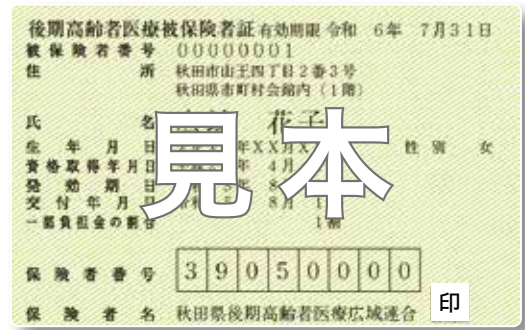 後期高齢者医療被保険者証 有効期限 令和 6年 7月31日
被保険者番号 00000001
住所 秋田市山王四丁目2番3号
秋田県市町村会館内(1階)
氏名 花子
生年月日 年XX月X 性別 女
資格取得年月日 年 4月
発効期日 年 8
交付年月日 5 8月 1
一部負担金の割合 1割
見本
保険者番号 39050000
保険者名 秋田県後期高齢者医療広域連合 印